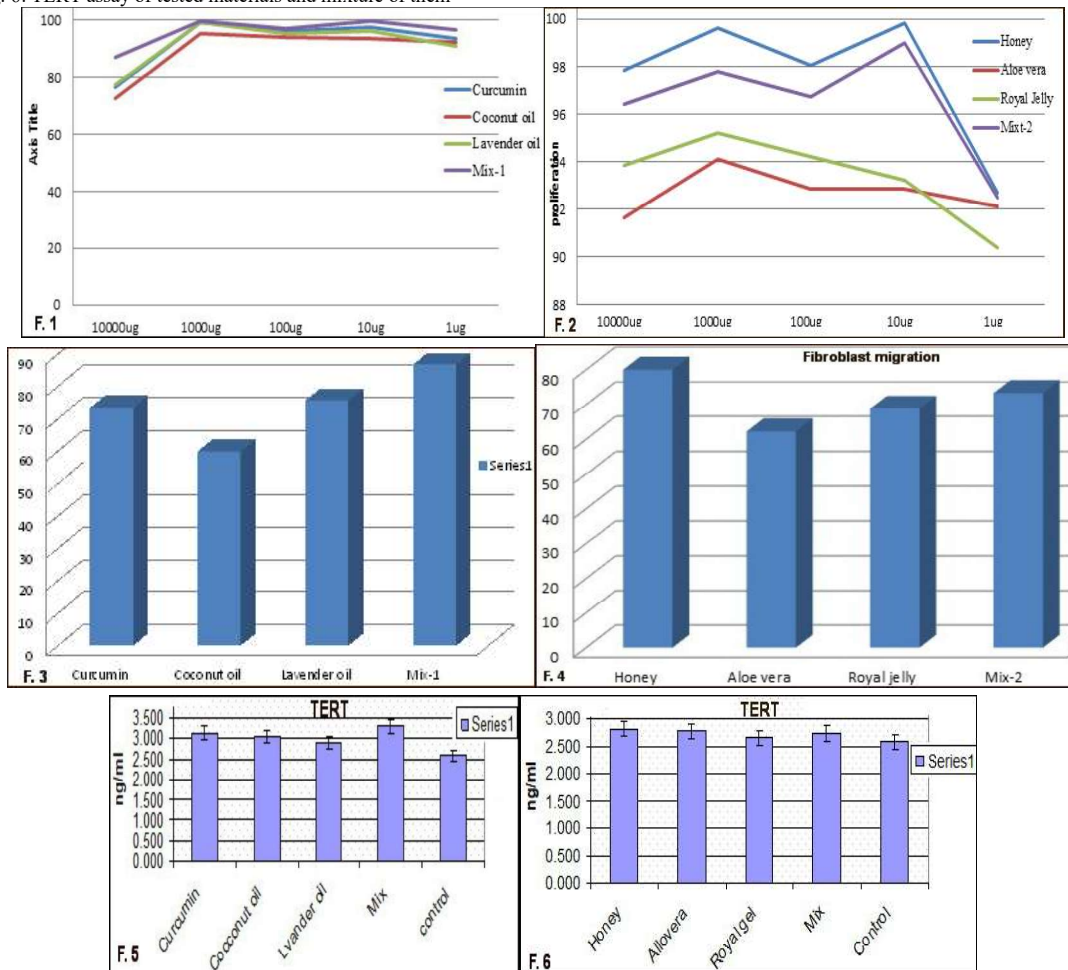 6. TERT assay of tested materials and mixture of them
100
80
60
40
20
0
Axis Title
10000ug
1000ug
100ug
10ug
1ug
Curcumin
Coconut oil
Lavender oil
Mix-1
F. 1
100
98
96
94
92
90
88
proliferation
10000ug
1000ug
100ug
10ug
1ug
Honey
Aloe vera
Royal Jelly
Mixt-2
F. 2
90
80
70
60
50
40
30
20
10
0
Curcumin
Coconut oil
Lavander oil
Mix-1
Series1
F. 3
Fibroblast migration
80
70
60
50
40
30
20
10
0
Honey
Aloe vera
Royal jelly
Mix-2
F. 4
TERT
3.500
3.000
2.500
2.000
1.500
1.000
0.500
0.000
ng/ml
Curcumin
Cocconut oil
Lvander oil
Mix
control
Series1
F. 5
TERT
3.000
2.500
2.000
1.500
1.000
0.500
0.000
ng/ml
Honey
Allovera
Royalgel
Mix
Control
Series1
F. 6